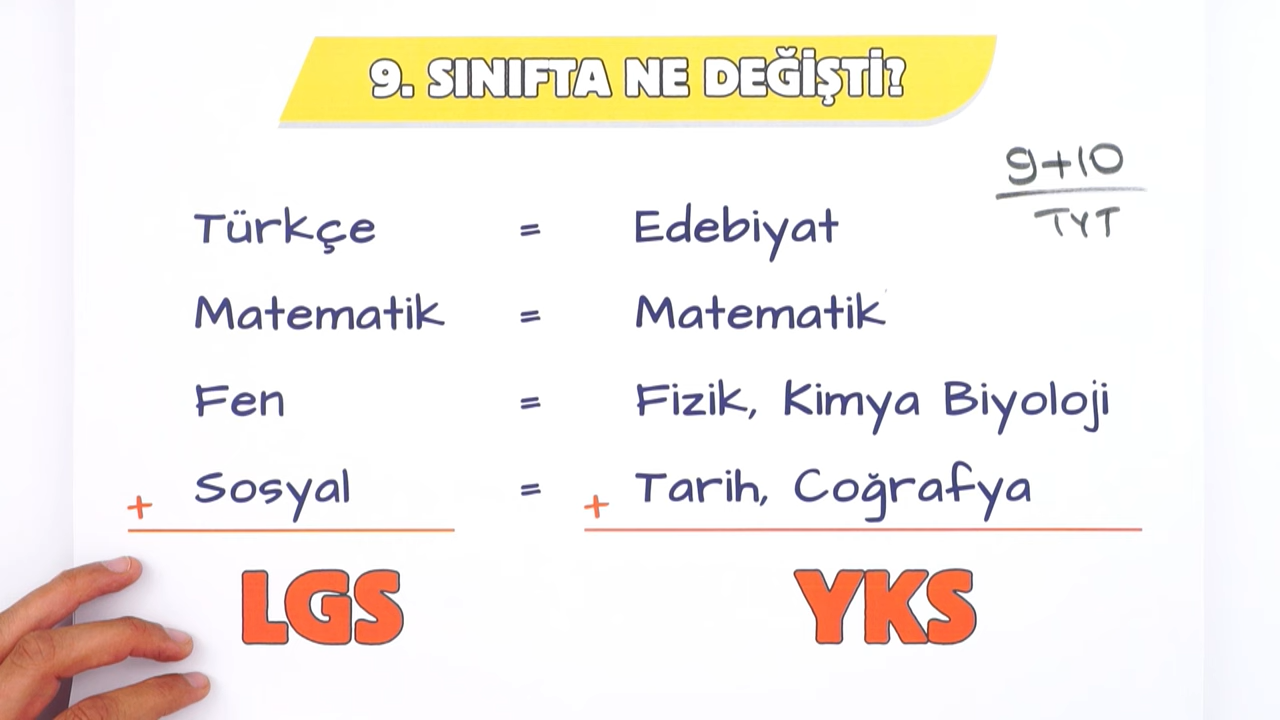 9. SINIFTA NE DEĞİŞTİ?
9+10
TYT
Türkçe = Edebiyat
Matematik = Matematik
Fen = Fizik, Kimya Biyoloji
+ Sosyal = + Tarih, Coğrafya
LGS YKS